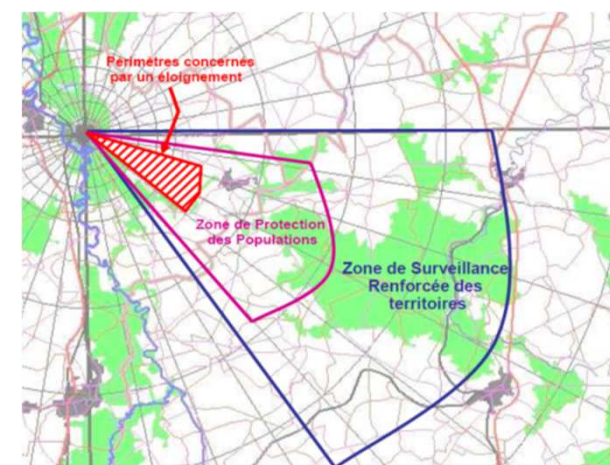 Périmètres concernés
par un éloignement
Zone de Protection
des Populations
Zone de Surveillance
Renforcée des
territoires